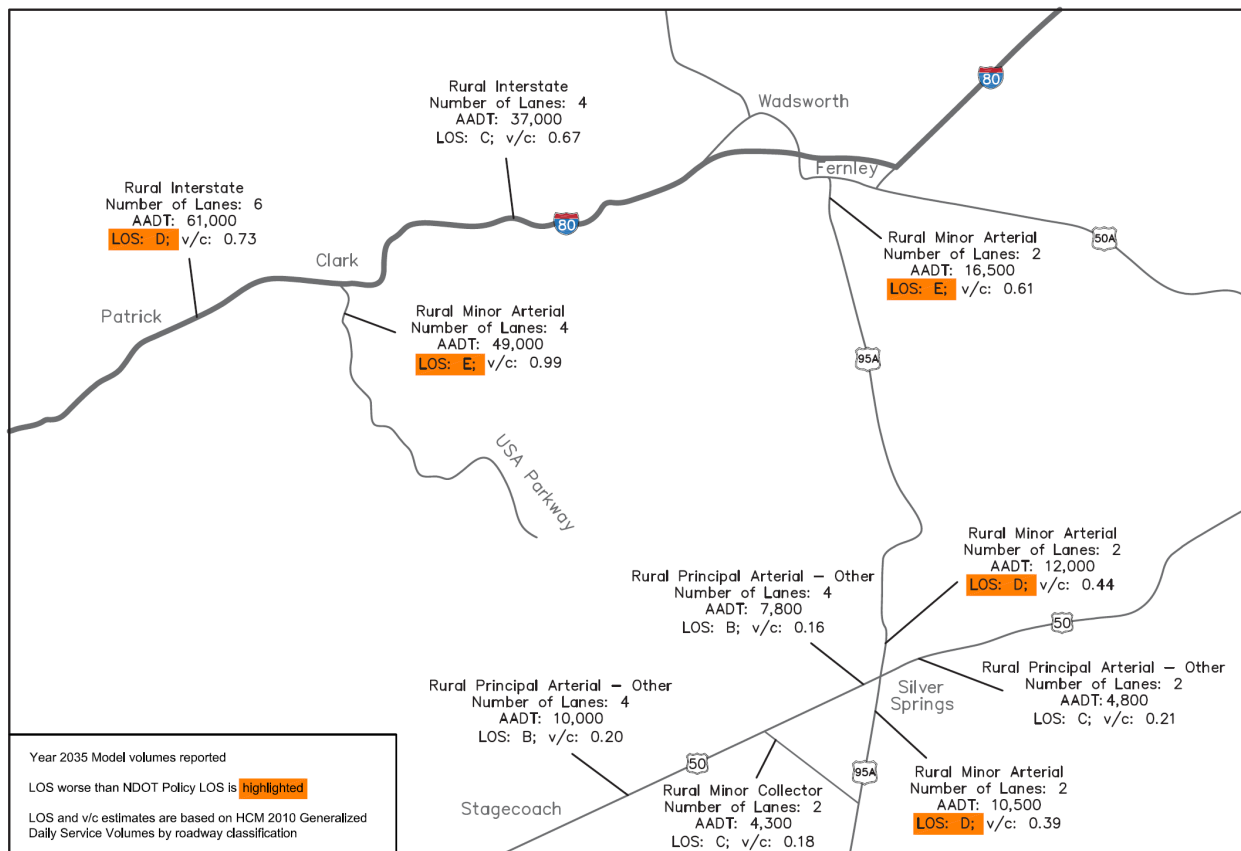 80
Wadsworth
Rural Interstate
Number of Lanes: 4
AADT: 37,000
LOS: C; v/c: 0.67
Fernley
Rural Interstate
Number of Lanes: 6
AADT: 61,000
LOS: D; v/c: 0.73
80
Rural Minor Arterial
Number of Lanes: 2
AADT: 16,500
LOS: E; v/c: 0.61
50A
Clark
Patrick
Rural Minor Arterial
Number of Lanes: 4
AADT: 49,000
LOS: E; v/c: 0.99
95A
USA Parkway
Rural Minor Arterial
Number of Lanes: 2
AADT: 12,000
LOS: D; v/c: 0.44
Rural Principal Arterial – Other
Number of Lanes: 4
AADT: 7,800
LOS: B; v/c: 0.16
50
Rural Principal Arterial – Other
Number of Lanes: 2
AADT: 4,800
LOS: C; v/c: 0.21
Silver
Springs
Rural Principal Arterial – Other
Number of Lanes: 4
AADT: 10,000
LOS: B; v/c: 0.20
50
95A
Rural Minor Arterial
Number of Lanes: 2
AADT: 10,500
LOS: D; v/c: 0.39
Stagecoach
Rural Minor Collector
Number of Lanes: 2
AADT: 4,300
LOS: C; v/c: 0.18
Year 2035 Model volumes reported
LOS worse than NDOT Policy LOS is highlighted
LOS and v/c estimates are based on HCM 2010 Generalized
Daily Service Volumes by roadway classification